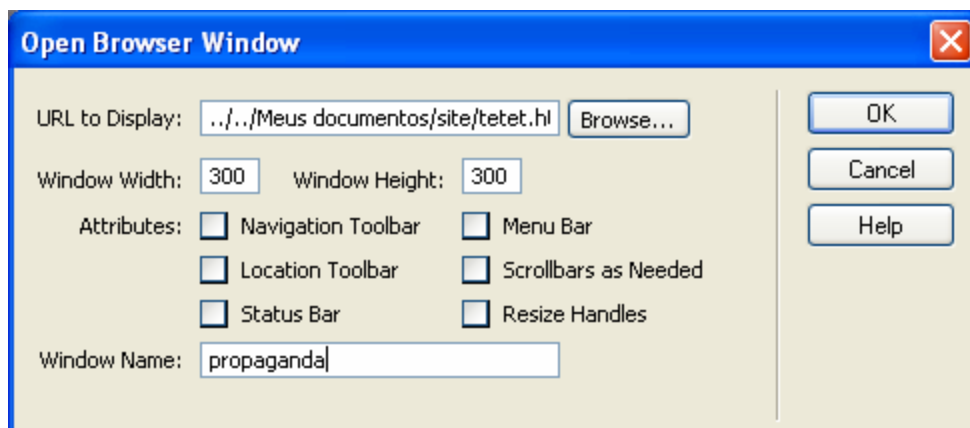 Open Browser Window
URL to Display: ../../Meus documentos/site/tetet.ht Browse... OK
Window Width: 300 Window Height: 300 Cancel
Attributes: Navigation Toolbar Menu Bar Help
Location Toolbar Scrollbars as Needed
Status Bar Resize Handles
Window Name: propaganda